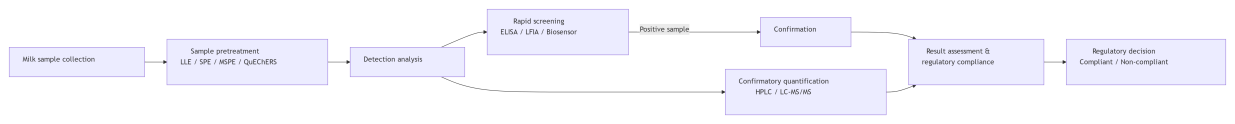 Milk sample collection
Sample pretreatment
LLE / SPE / MSPE / QuEChERS
Detection analysis
Rapid screening
ELISA / LFIA / Biosensor
Positive sample
Confirmation
Confirmatory quantification
HPLC / LC-MS/MS
Result assessment &
regulatory compliance
Regulatory decision
Compliant / Non-compliant